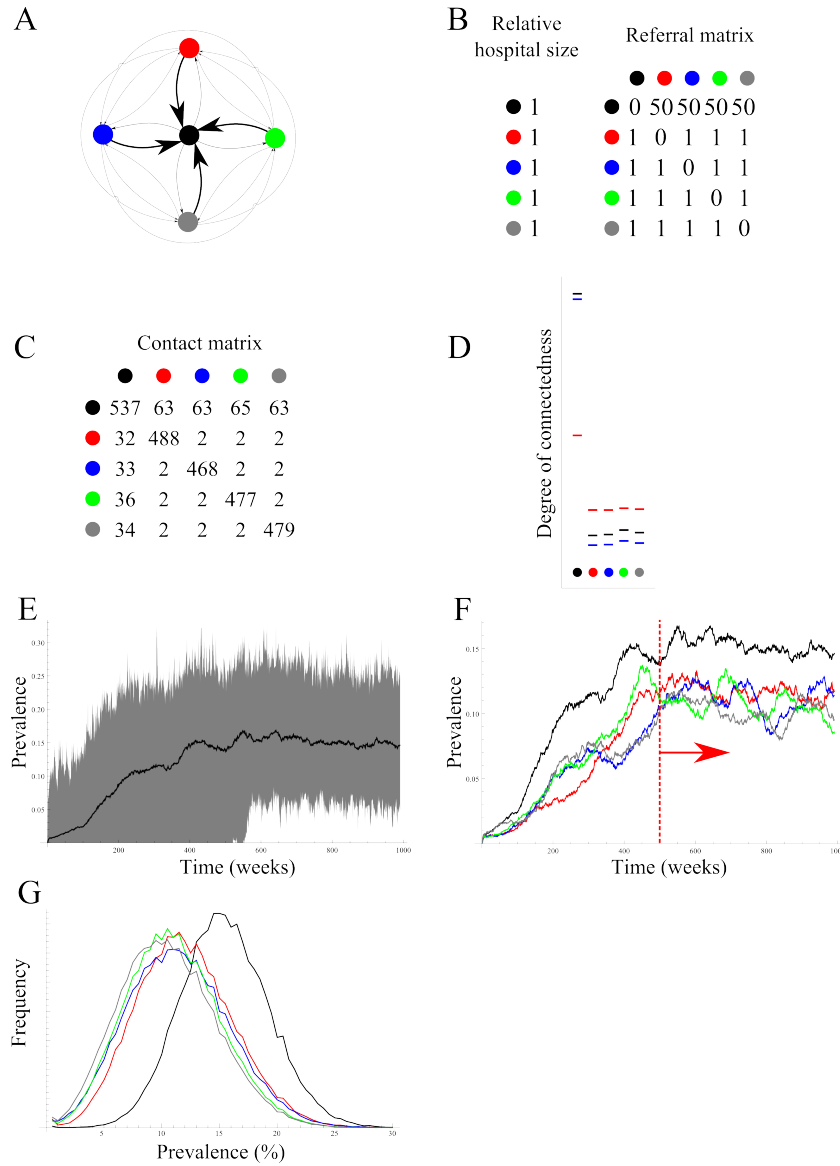 A
B
Relative
hospital size
Referral matrix
1
0 50 50 50 50
1
1 0 1 1 1
1
1 1 0 1 1
1
1 1 1 0 1
1
1 1 1 1 0
C
Contact matrix
537 63 63 65 63
32 488 2 2 2
33 2 468 2 2
36 2 2 477 2
34 2 2 2 479
D
Degree of connectedness
E
Prevalence
0.30
0.25
0.20
0.15
0.10
0.05
200 400 600 800 1000
Time (weeks)
F
Prevalence
0.15
0.10
0.05
200 400 600 800 100
Time (weeks)
G
Frequency
5 10 15 20 25 30
Prevalence (%)